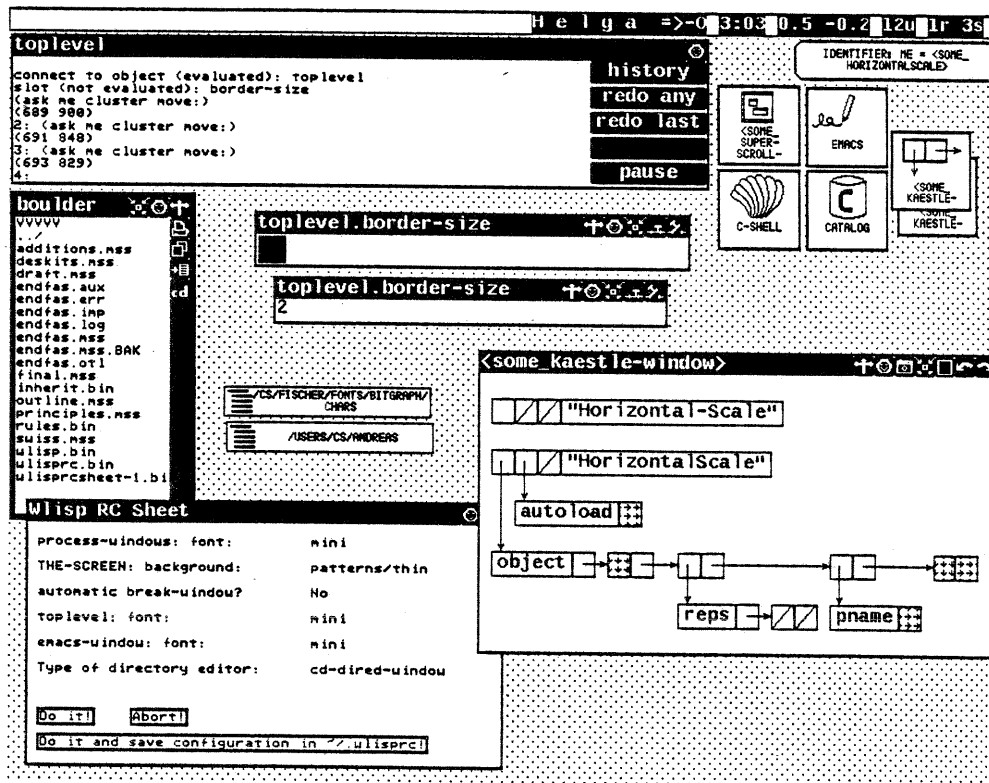 Helga =>-O 3:03 0.5 -0.2 12u 1r 3s
toplevel
connect to object (evaluated): toplevel
slot (not evaluated): border-size
(ask me cluster move:)
(689 900)
2: (ask me cluster move:)
(691 848)
3: (ask me cluster move:)
(693 829)
4:
history
redo any
redo last
pause
IDENTIFIER: ME = <SOME_
HORIZONTALSCALE>
<SOME_
SUPER-
SCROLL-
EMACS
C-SHELL
CATALOG
<SOME_
KAESTLE-
<SOME_
KAESTLE-
boulder
vvvvv
../
additions.mss
deskits.mss
draft.mss
endfas.aux
endfas.err
endfas.imp
endfas.log
endfas.mss
endfas.mss.BAK
endfas.otl
final.mss
inherit.bin
outline.mss
principles.mss
rules.bin
suiss.mss
wlisp.bin
wlisprc.bin
wlisprcsheet-1.bi
cd
toplevel.border-size
toplevel.border-size
2
/CS/FISCHER/FONTS/BITGRAPH/
CHARS
/USERS/CS/ANDREAS
<some_kaestle-window>
"Horizontal-Scale"
"HorizontalScale"
autoload
object
reps
pname
Wlisp RC Sheet
process-windows: font: mini
THE-SCREEN: background: patterns/thin
automatic break-window? No
toplevel: font: mini
emacs-window: font: mini
Type of directory editor: cd-dired-window
Do it!
Abort!
Do it and save configuration in ~/.wlisprc!